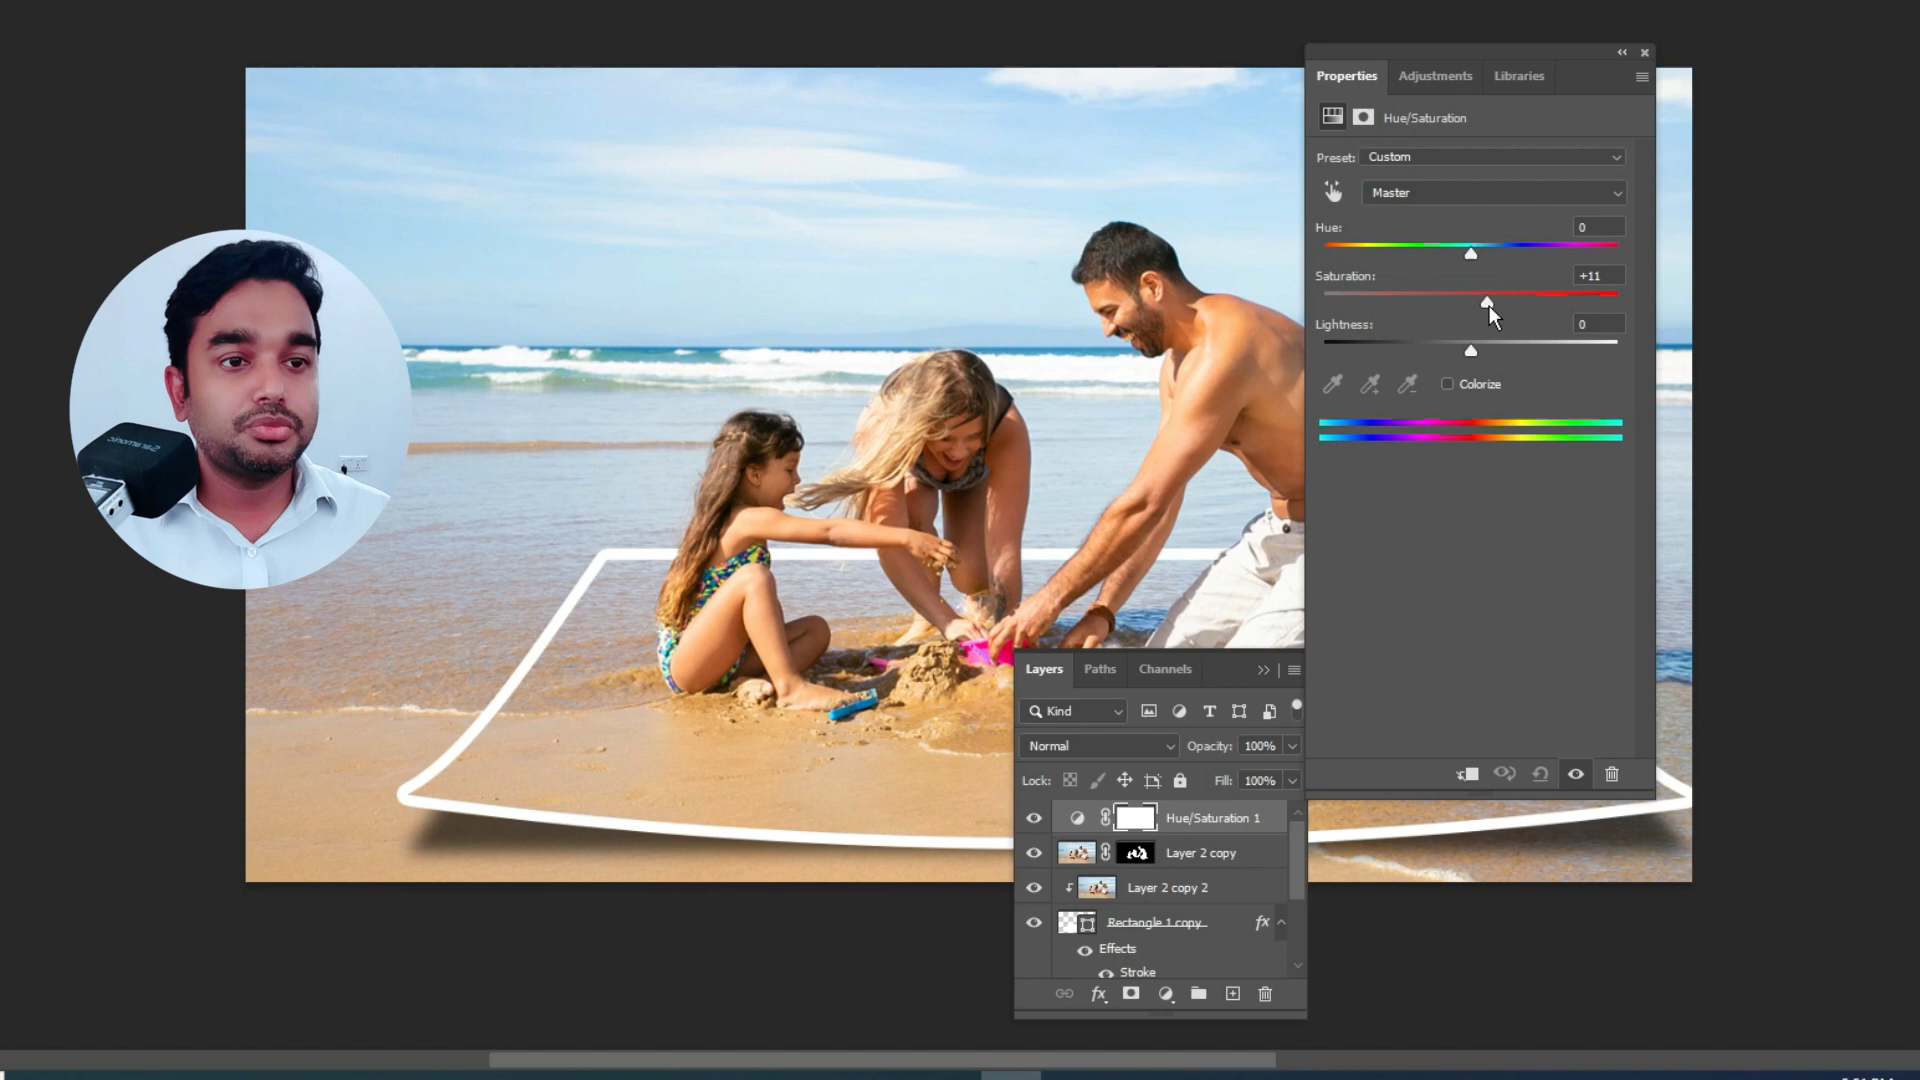 Properties Adjustments Libraries
Hue/Saturation
Preset: Custom
Master
Hue: 0
Saturation: +11
Lightness: 0
Colorize
Layers Paths Channels
Kind
Normal Opacity: 100%
Lock: Fill: 100%
Hue/Saturation 1
Layer 2 copy
Layer 2 copy 2
Rectangle 1 copy fx
Effects
Stroke
fx